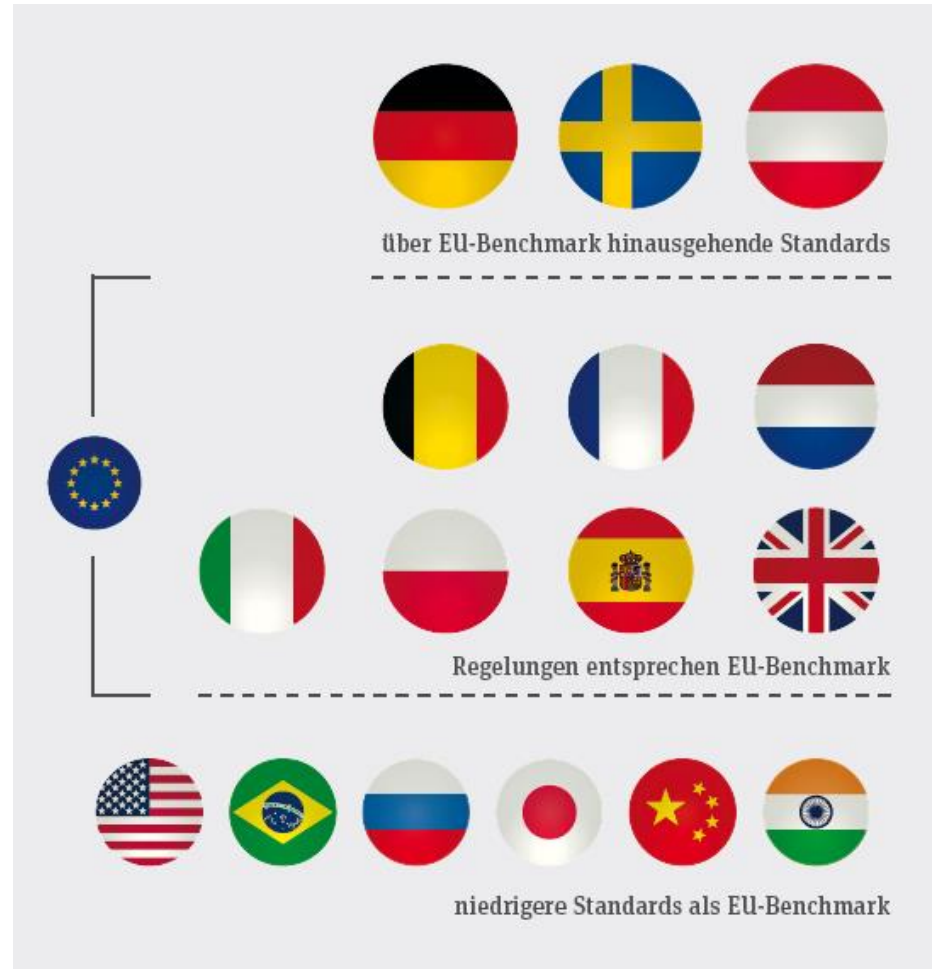 über EU-Benchmark hinausgehende Standards
Regelungen entsprechen EU-Benchmark
niedrigere Standards als EU-Benchmark